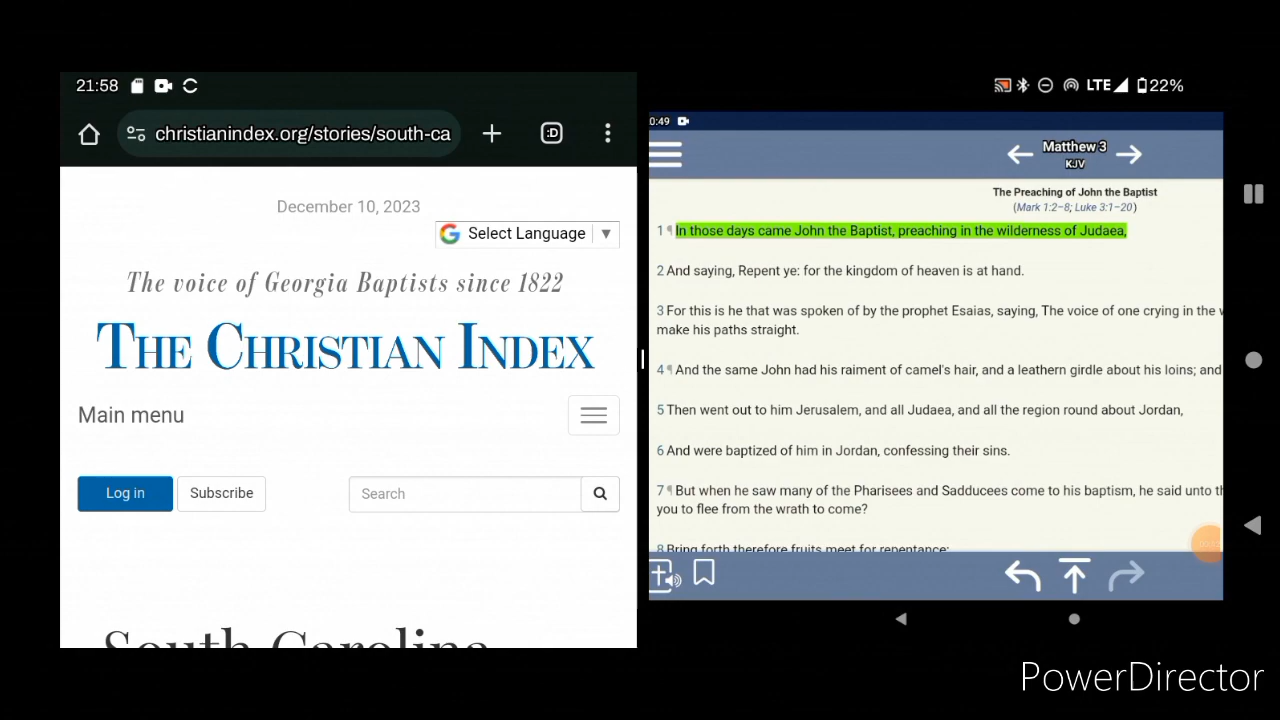 21:58
christianindex.org/stories/south-ca
:D
December 10, 2023
Select Language ▼
The voice of Georgia Baptists since 1822
THE CHRISTIAN INDEX
Main menu
Log in
Subscribe
Search
South Carolina
LTE 22%
0:49
Matthew 3
KJV
The Preaching of John the Baptist
(Mark 1:2–8; Luke 3:1–20)
1 ¶ In those days came John the Baptist, preaching in the wilderness of Judaea,
2 And saying, Repent ye: for the kingdom of heaven is at hand.
3 For this is he that was spoken of by the prophet Esaias, saying, The voice of one crying in the
make his paths straight.
4 ¶ And the same John had his raiment of camel's hair, and a leathern girdle about his loins; and
5 Then went out to him Jerusalem, and all Judaea, and all the region round about Jordan,
6 And were baptized of him in Jordan, confessing their sins.
7 ¶ But when he saw many of the Pharisees and Sadducees come to his baptism, he said unto
you to flee from the wrath to come?
8 Bring forth therefore fruits meet for repentance:
PowerDirector